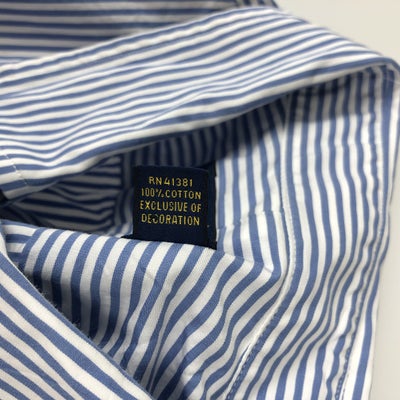 RN41381
100% COTTON
EXCLUSIVE OF
DECORATION